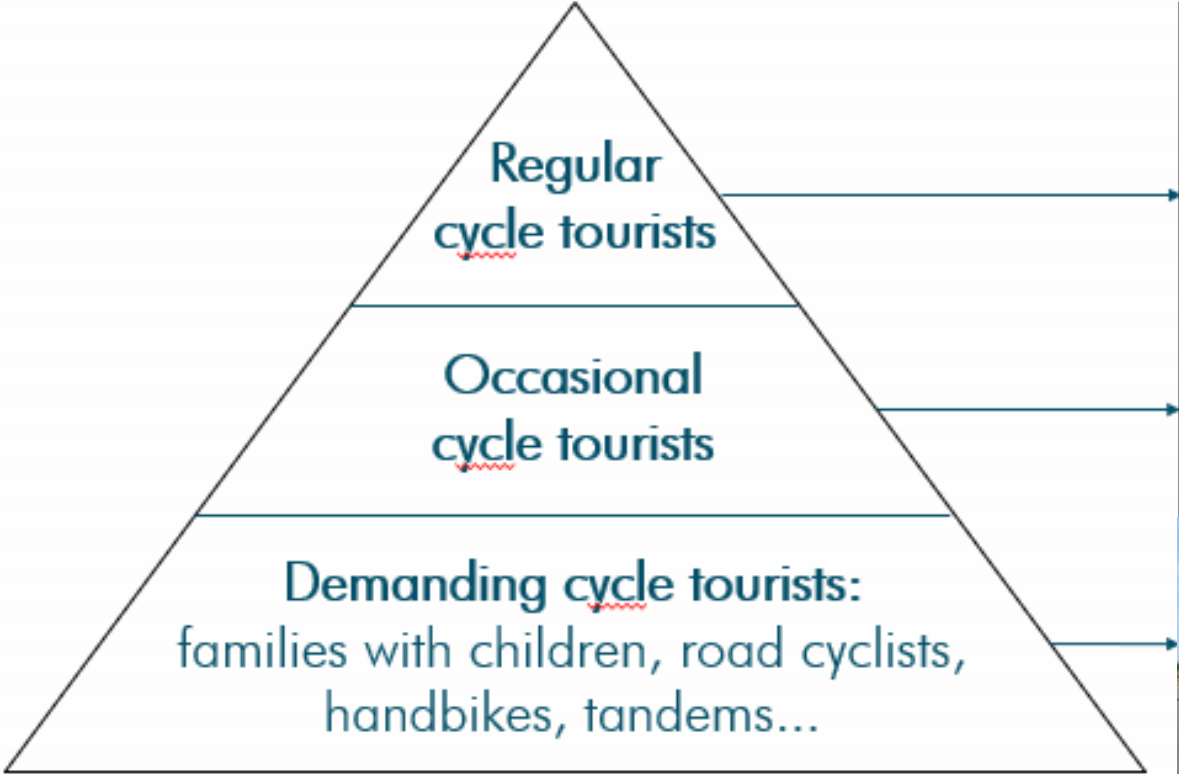 Regular
cycle tourists
Occasional
cycle tourists
Demanding cycle tourists:
families with children, road cyclists,
handbikes, tandems...